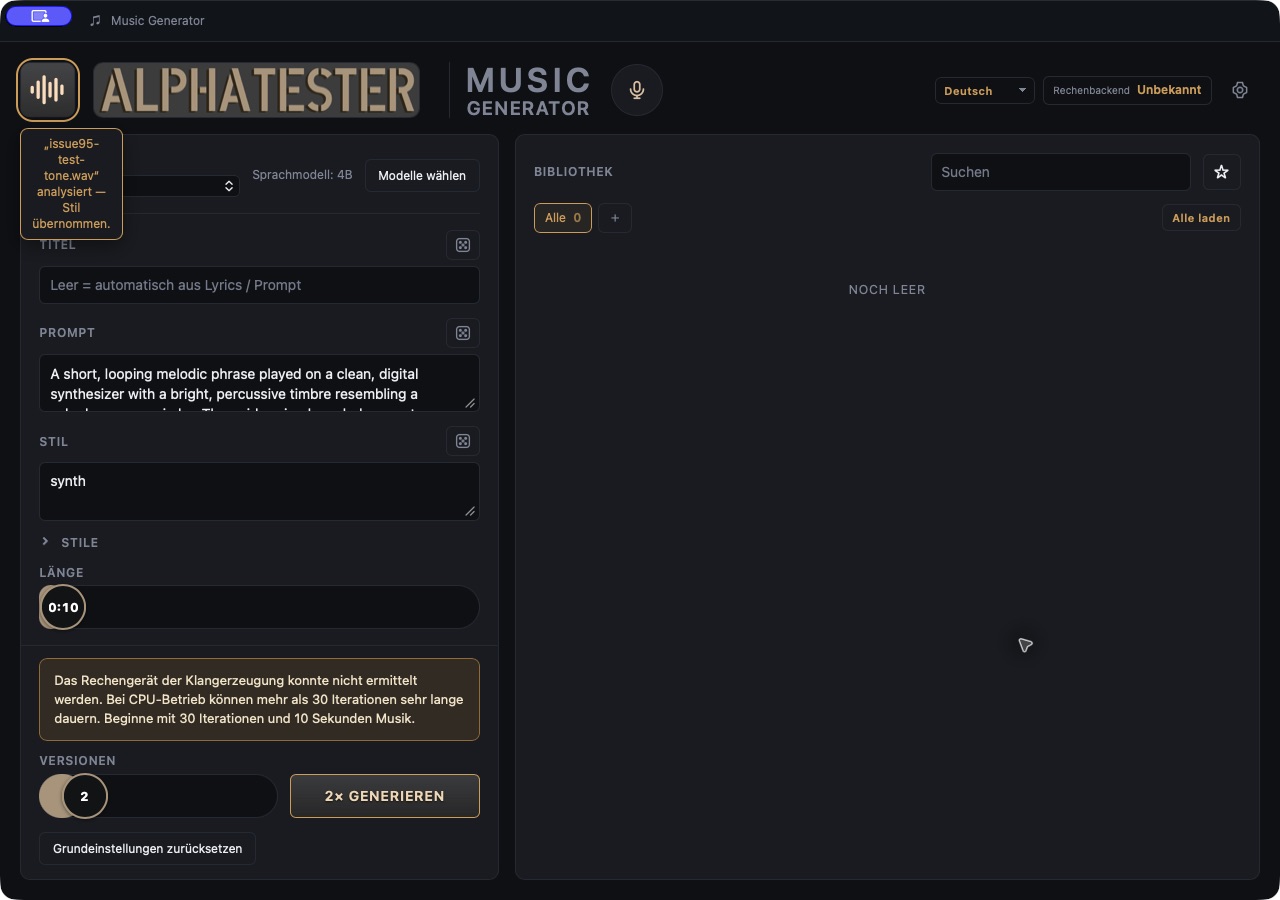 Music Generator
ALPHATESTER
MUSIC
GENERATOR
Deutsch
Rechenbackend Unbekannt
„issue95-
test-
tone.wav“
analysiert —
Stil
übernommen.
Sprachmodell: 4B
Modelle wählen
TITEL
Leer = automatisch aus Lyrics / Prompt
PROMPT
A short, looping melodic phrase played on a clean, digital
synthesizer with a bright, percussive timbre resembling a
STIL
synth
STILE
LÄNGE
0:10
Das Rechengerät der Klangerzeugung konnte nicht ermittelt
werden. Bei CPU-Betrieb können mehr als 30 Iterationen sehr lange
dauern. Beginne mit 30 Iterationen und 10 Sekunden Musik.
VERSIONEN
2
2× GENERIEREN
Grundeinstellungen zurücksetzen
BIBLIOTHEK
Suchen
Alle 0
+
Alle laden
NOCH LEER